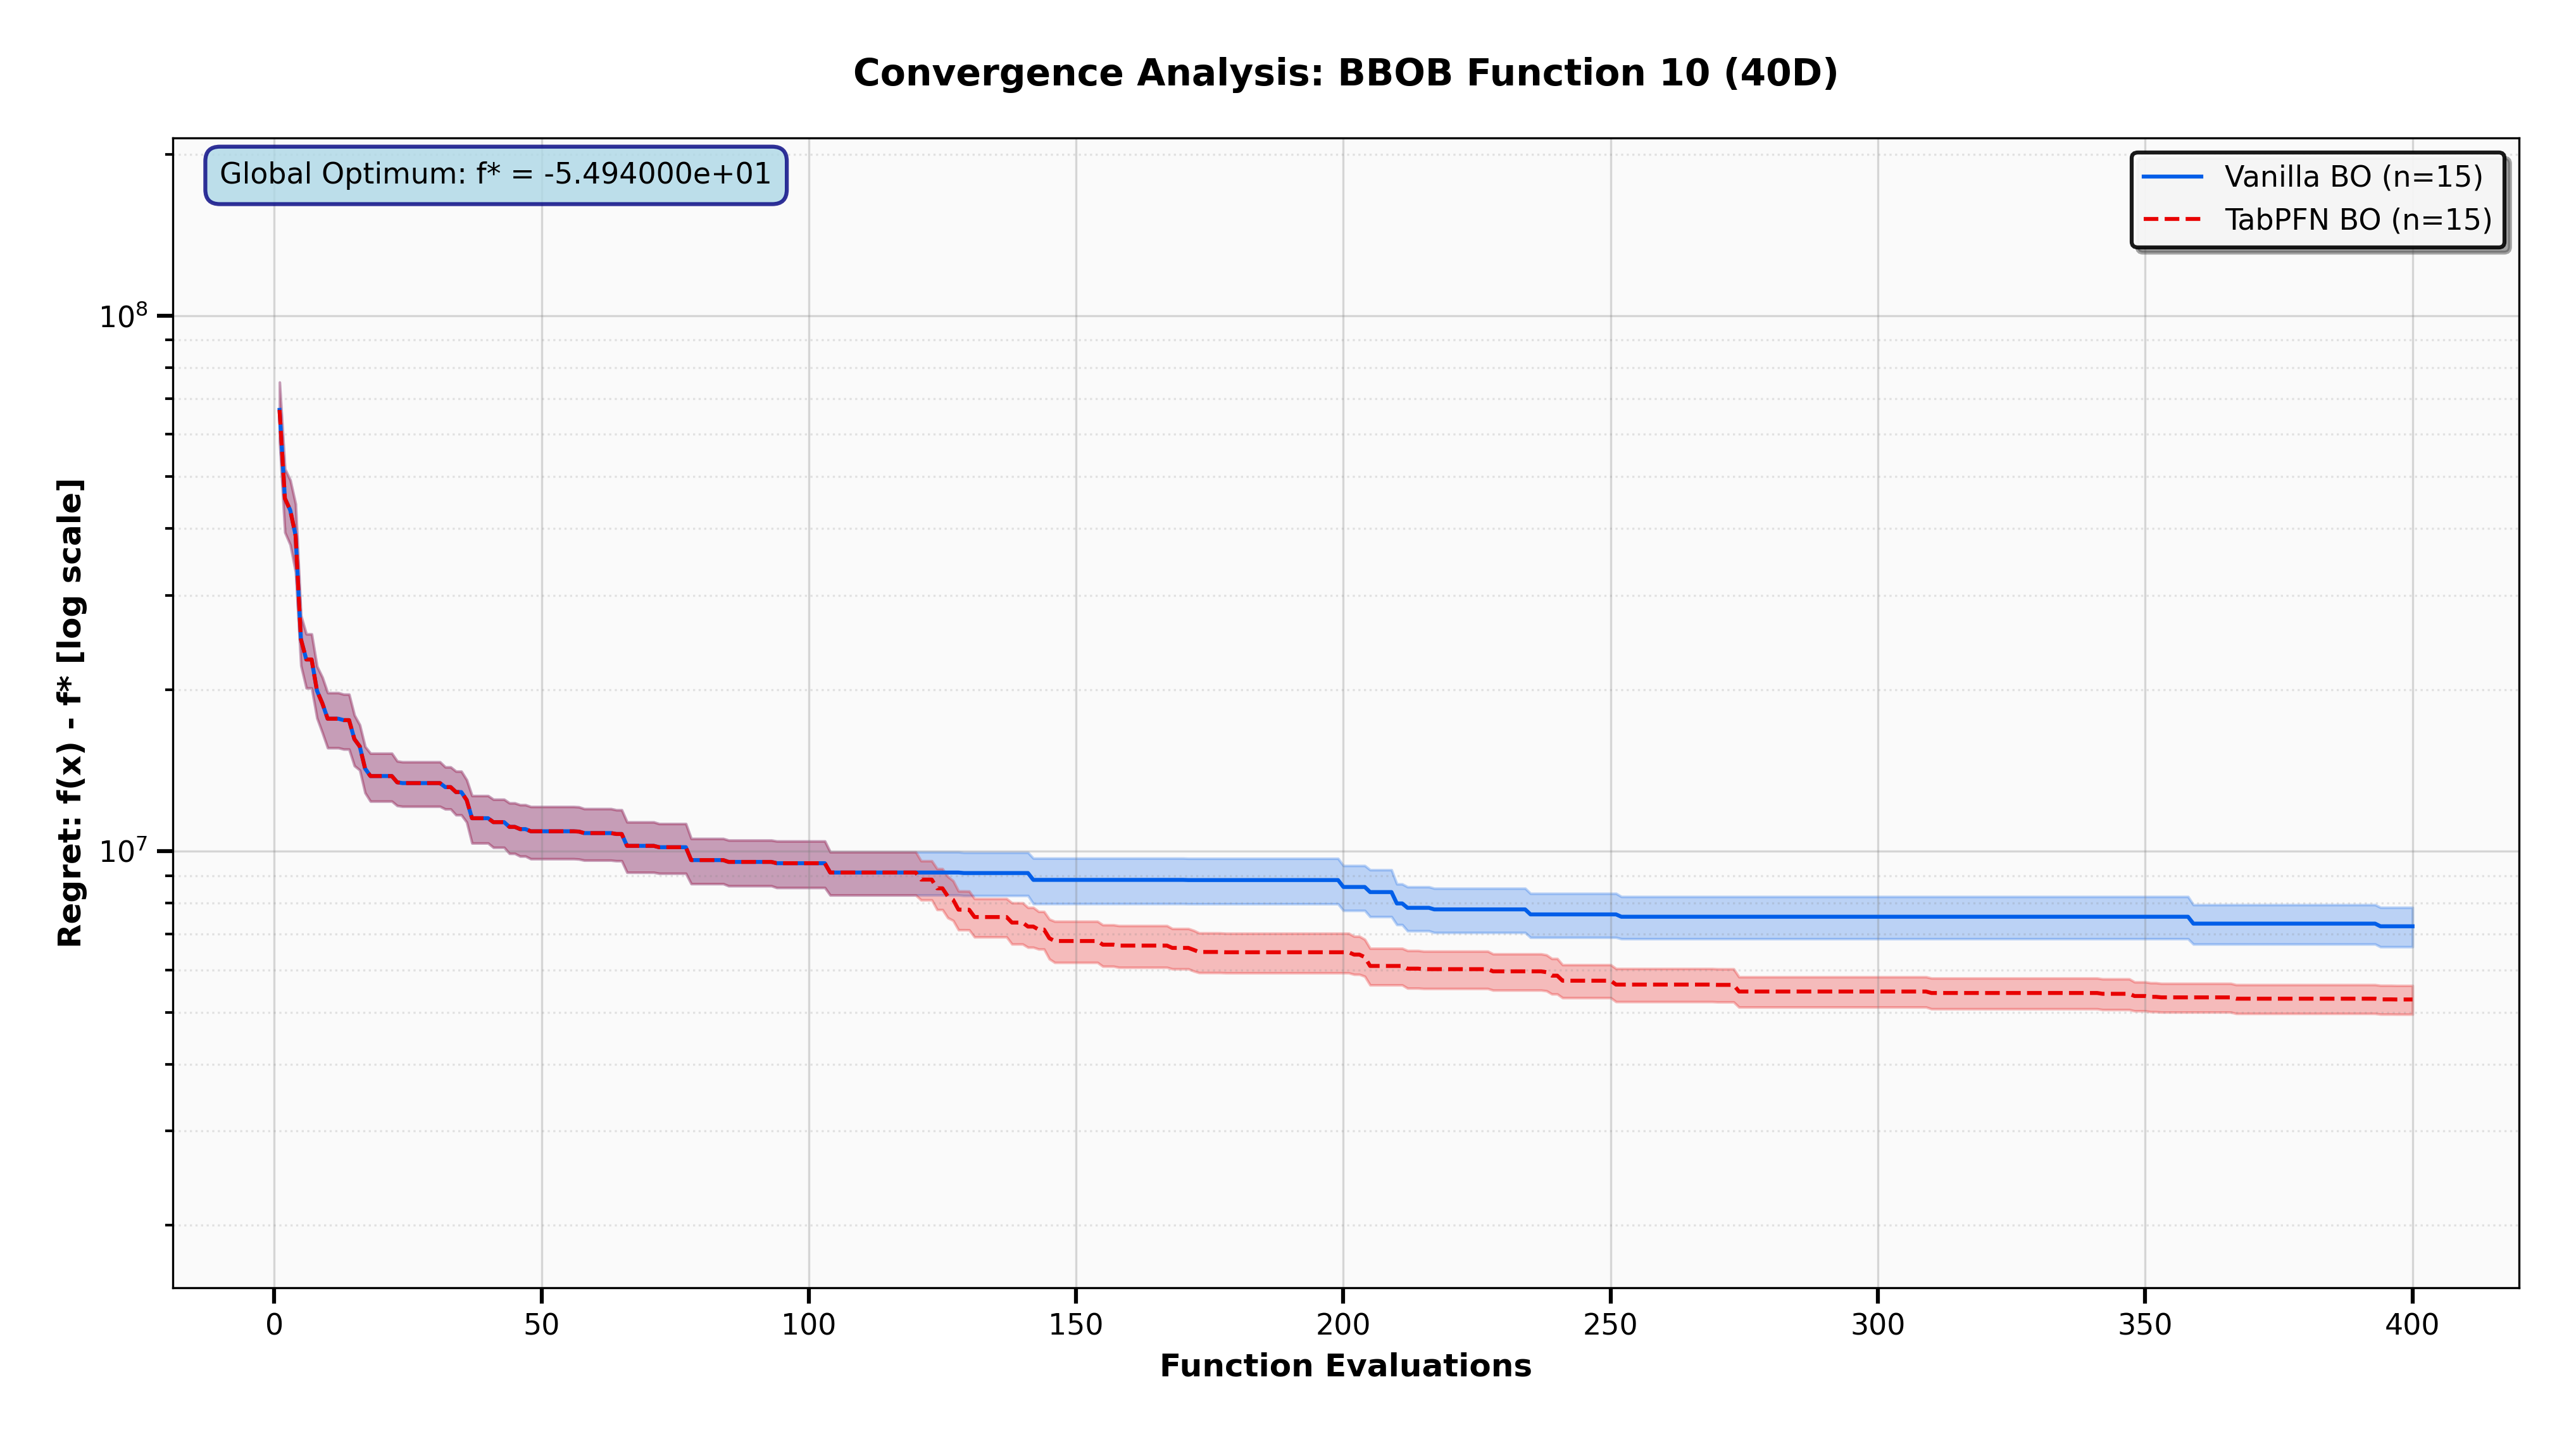 Convergence Analysis: BBOB Function 10 (40D)
Global Optimum: f* = -5.494000e+01
Vanilla BO (n=15)
TabPFN BO (n=15)
Regret: f(x) - f* [log scale]
10⁸
10⁷
0 50 100 150 200 250 300 350 400
Function Evaluations